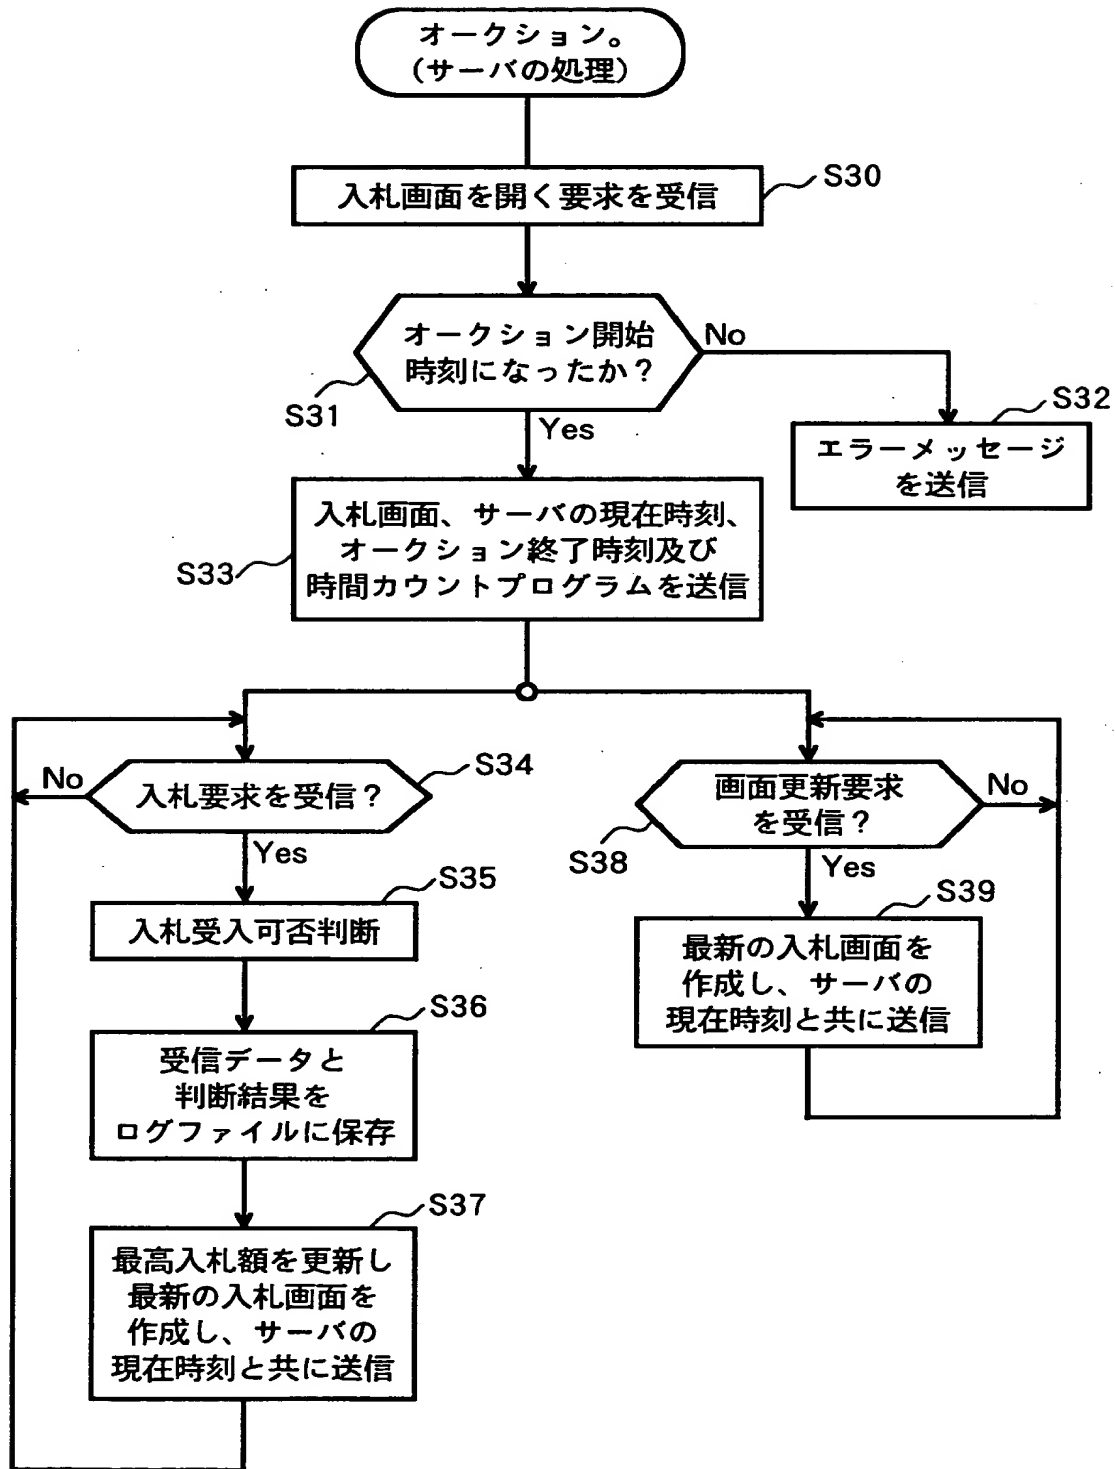 オークション。
(サーバの処理)
S30
入札画面を開く要求を受信
オークション開始
時刻になったか？
No
S31
Yes
S32
エラーメッセージ
を送信
S33
入札画面、サーバの現在時刻、
オークション終了時刻及び
時間カウントプログラムを送信
No
入札要求を受信？
S34
Yes
S35
入札受入可否判断
S36
受信データと
判断結果を
ログファイルに保存
S37
最高入札額を更新し
最新の入札画面を
作成し、サーバの
現在時刻と共に送信
画面更新要求
を受信？
No
S38
Yes
S39
最新の入札画面を
作成し、サーバの
現在時刻と共に送信